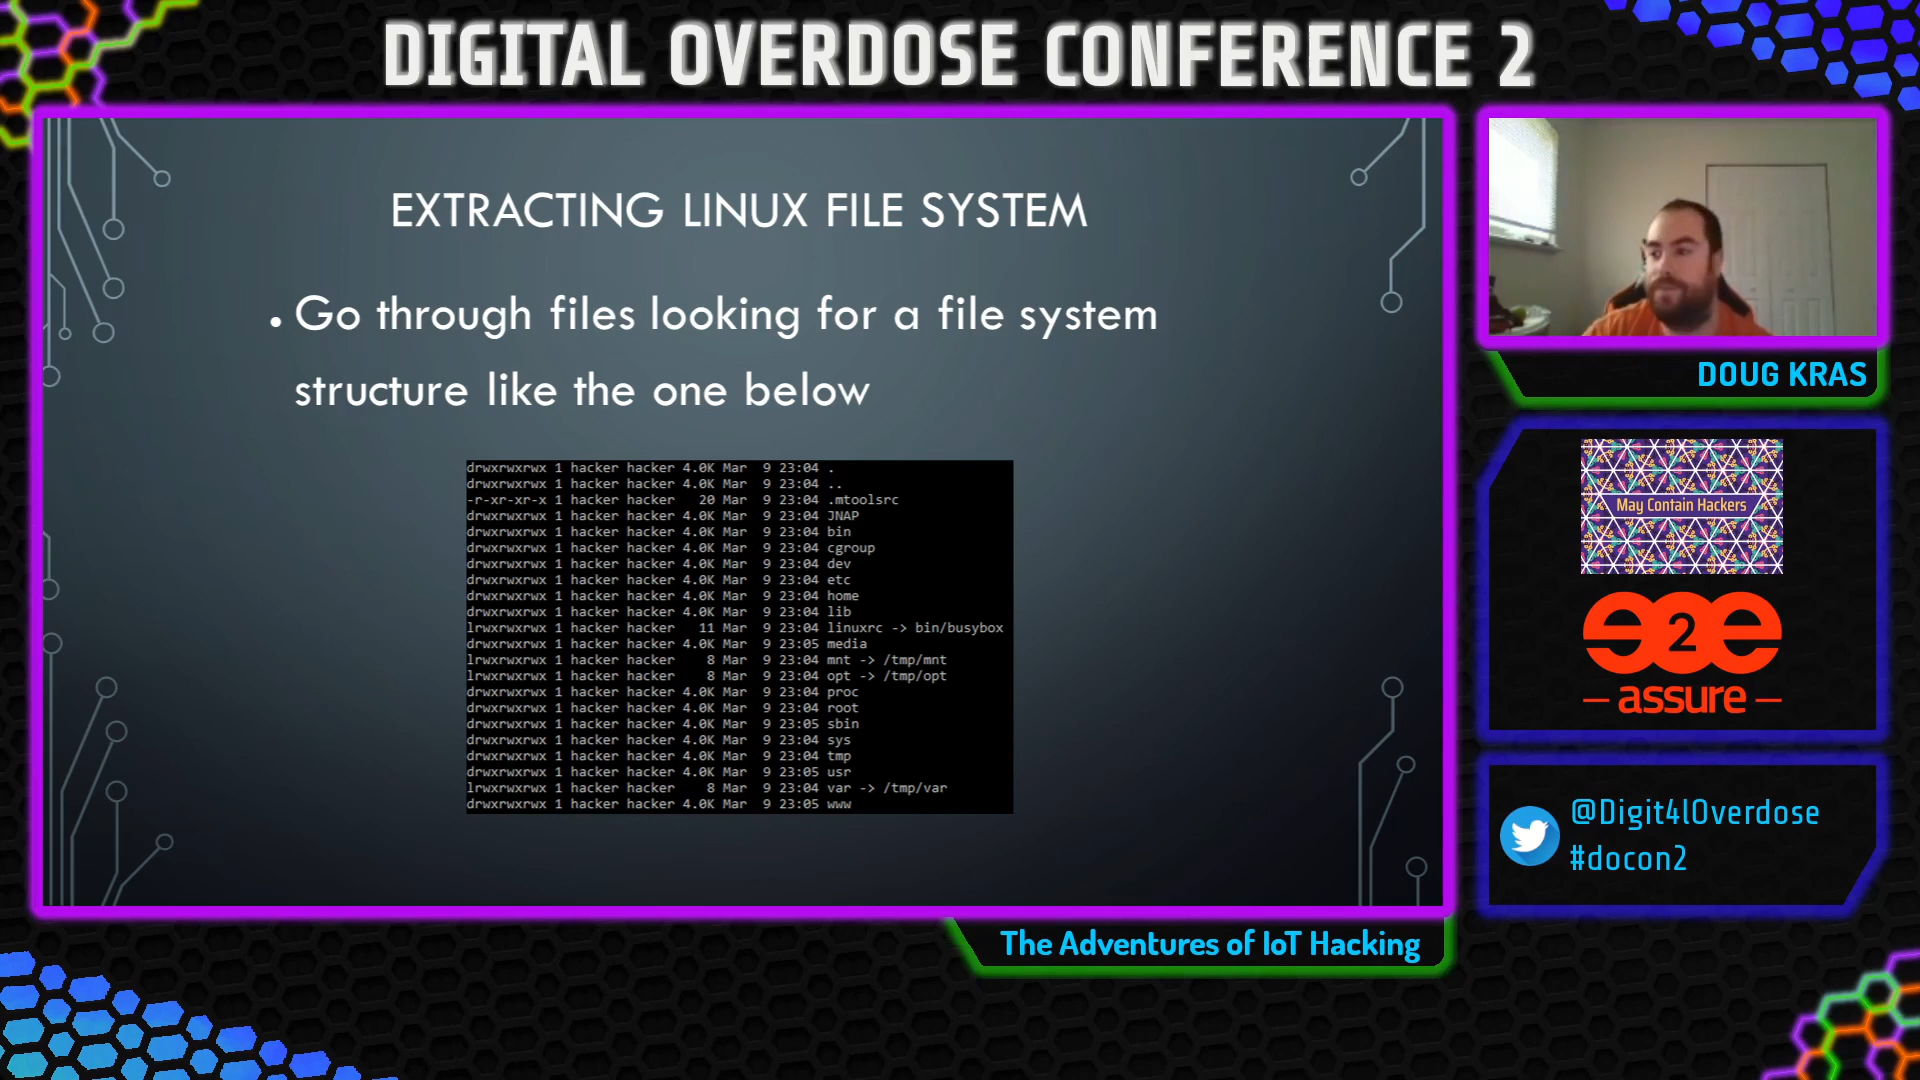 DIGITAL OVERDOSE CONFERENCE 2
EXTRACTING LINUX FILE SYSTEM
• Go through files looking for a file system
structure like the one below
drwxrwxrwx 1 hacker hacker 4.0K Mar  9 23:04 .
drwxrwxrwx 1 hacker hacker 4.0K Mar  9 23:04 ..
-r-xr-xr-x 1 hacker hacker   20 Mar  9 23:04 .mtoolsrc
drwxrwxrwx 1 hacker hacker 4.0K Mar  9 23:04 JNAP
drwxrwxrwx 1 hacker hacker 4.0K Mar  9 23:04 bin
drwxrwxrwx 1 hacker hacker 4.0K Mar  9 23:04 cgroup
drwxrwxrwx 1 hacker hacker 4.0K Mar  9 23:04 dev
drwxrwxrwx 1 hacker hacker 4.0K Mar  9 23:04 etc
drwxrwxrwx 1 hacker hacker 4.0K Mar  9 23:04 home
drwxrwxrwx 1 hacker hacker 4.0K Mar  9 23:04 lib
lrwxrwxrwx 1 hacker hacker   11 Mar  9 23:04 linuxrc -> bin/busybox
drwxrwxrwx 1 hacker hacker 4.0K Mar  9 23:05 media
lrwxrwxrwx 1 hacker hacker    8 Mar  9 23:04 mnt -> /tmp/mnt
lrwxrwxrwx 1 hacker hacker    8 Mar  9 23:04 opt -> /tmp/opt
drwxrwxrwx 1 hacker hacker 4.0K Mar  9 23:04 proc
drwxrwxrwx 1 hacker hacker 4.0K Mar  9 23:04 root
drwxrwxrwx 1 hacker hacker 4.0K Mar  9 23:05 sbin
drwxrwxrwx 1 hacker hacker 4.0K Mar  9 23:04 sys
drwxrwxrwx 1 hacker hacker 4.0K Mar  9 23:04 tmp
drwxrwxrwx 1 hacker hacker 4.0K Mar  9 23:05 usr
lrwxrwxrwx 1 hacker hacker    8 Mar  9 23:04 var -> /tmp/var
drwxrwxrwx 1 hacker hacker 4.0K Mar  9 23:05 www
The Adventures of IoT Hacking
DOUG KRAS
May Contain Hackers
e2e
assure
@Digit4lOverdose
#docon2